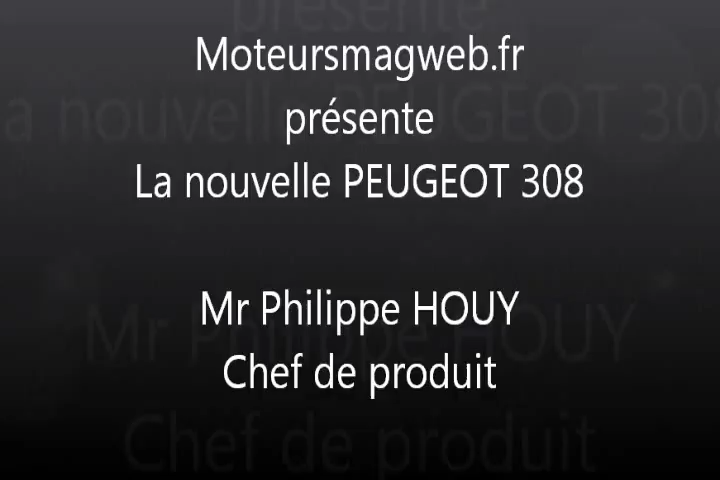 Moteursmagweb.fr
présente
La nouvelle PEUGEOT 308
Mr Philippe HOUY
Chef de produit